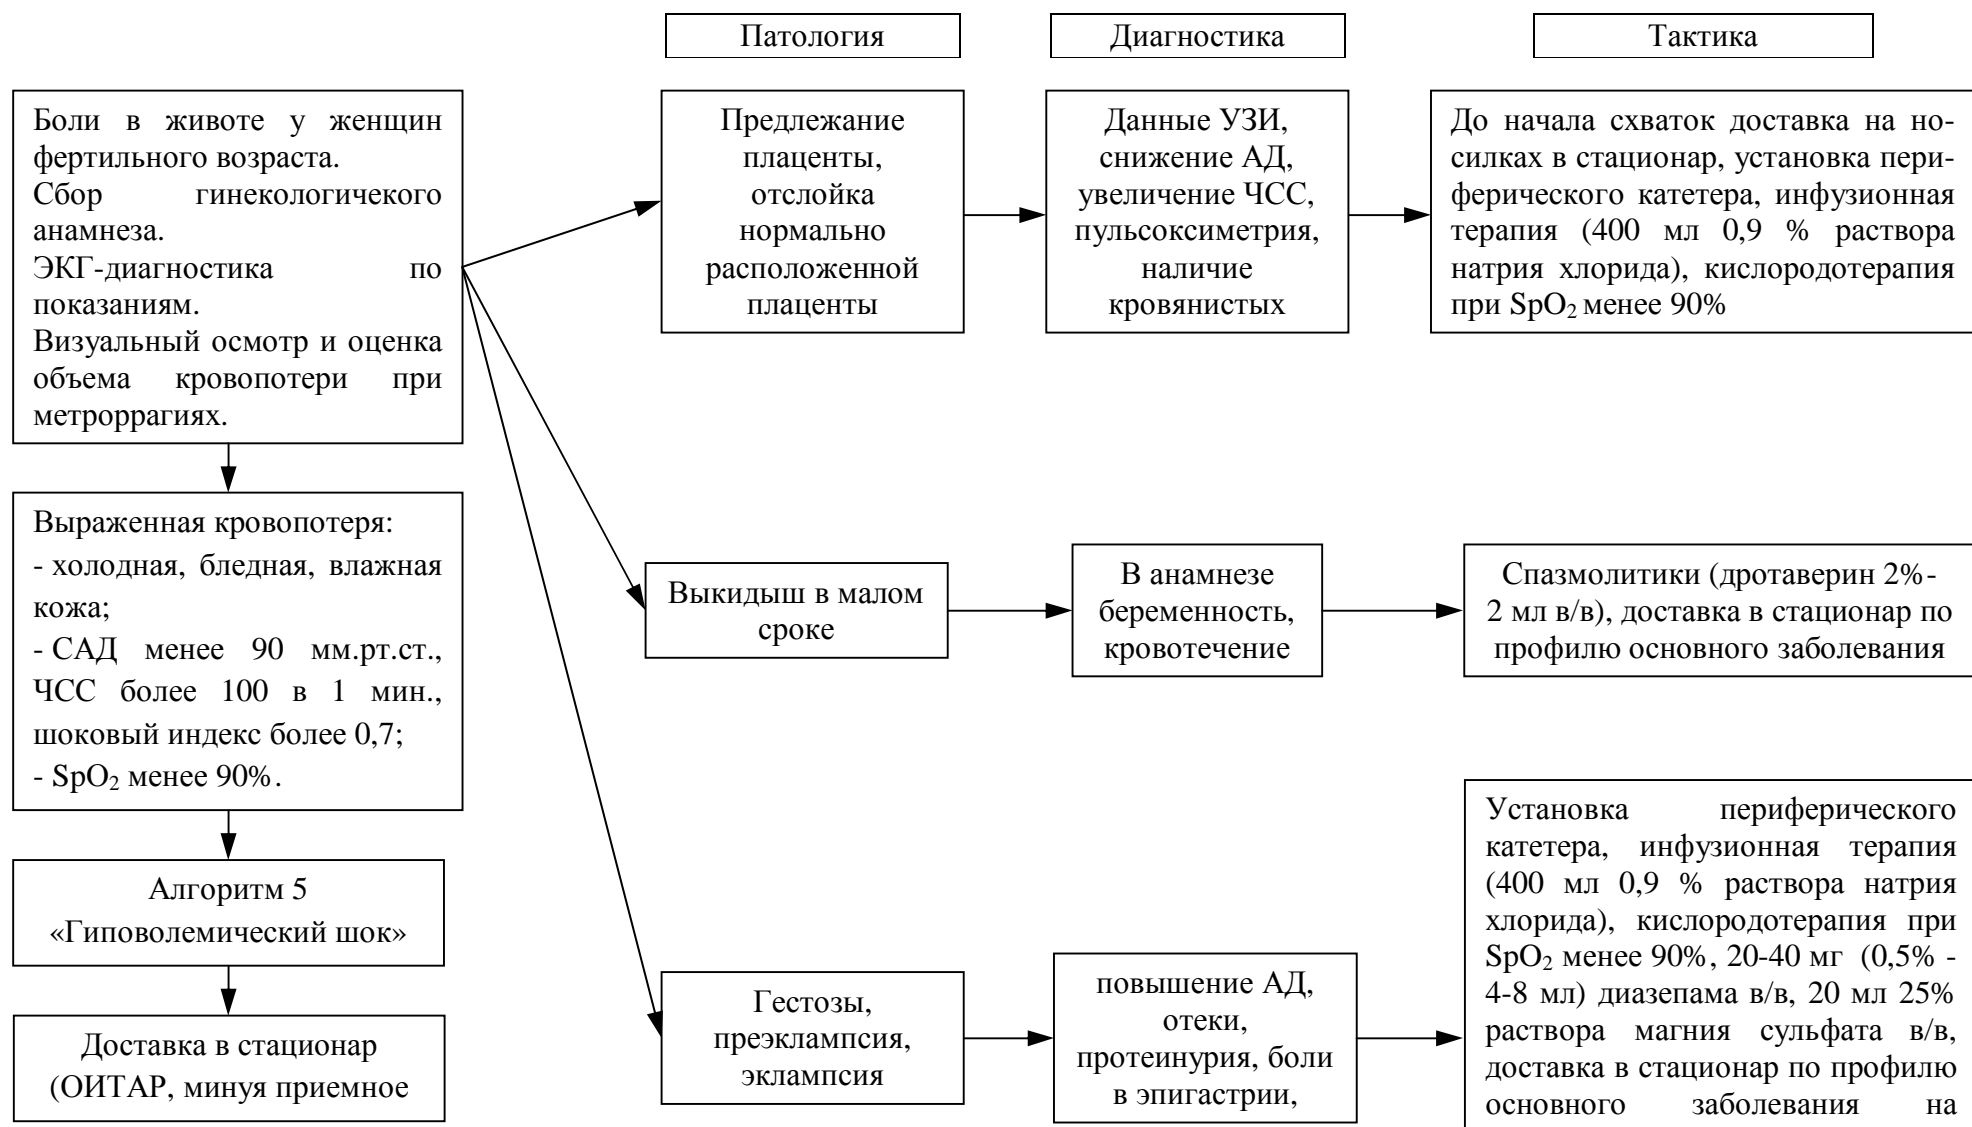 Патология
Диагностика
Тактика
Боли в животе у женщин
фертильного возраста.
Сбор гинекологичегого
анамнеза.
ЭКГ-диагностика по
показаниям.
Визуальный осмотр и оценка
объема кровопотери при
метроррагиях.
Предлежание
плаценты,
отслойка
нормально
расположенной
плаценты
Данные УЗИ,
снижение АД,
увеличение ЧСС,
пульсоксиметрия,
наличие
кровянистых
До начала схваток доставка на но-
силках в стационар, установка пери-
ферического катетера, инфузионная
терапия (400 мл 0,9 % раствора
натрия хлорида), кислородотерапия
при SpO₂ менее 90%
Выраженная кровопотеря:
- холодная, бледная, влажная
кожа;
- САД менее 90 мм.рт.ст.,
ЧСС более 100 в 1 мин.,
шоковый индекс более 0,7;
- SpO₂ менее 90%.
Выкидыш в малом
сроке
В анамнезе
беременность,
кровотечение
Спазмолитики (дротаверин 2%-
2 мл в/в), доставка в стационар по
профилю основного заболевания
Алгоритм 5
«Гиповолемический шок»
Доставка в стационар
(ОИТАР, минуя приемное
Гестозы,
преэклампсия,
эклампсия
повышение АД,
отеки,
протеинурия, боли
в эпигастрии,
Установка периферического
катетера, инфузионная терапия
(400 мл 0,9 % раствора натрия
хлорида), кислородотерапия при
SpO₂ менее 90%, 20-40 мг (0,5% -
4-8 мл) диазепама в/в, 20 мл 25%
раствора магния сульфата в/в,
доставка в стационар по профилю
основного заболевания на